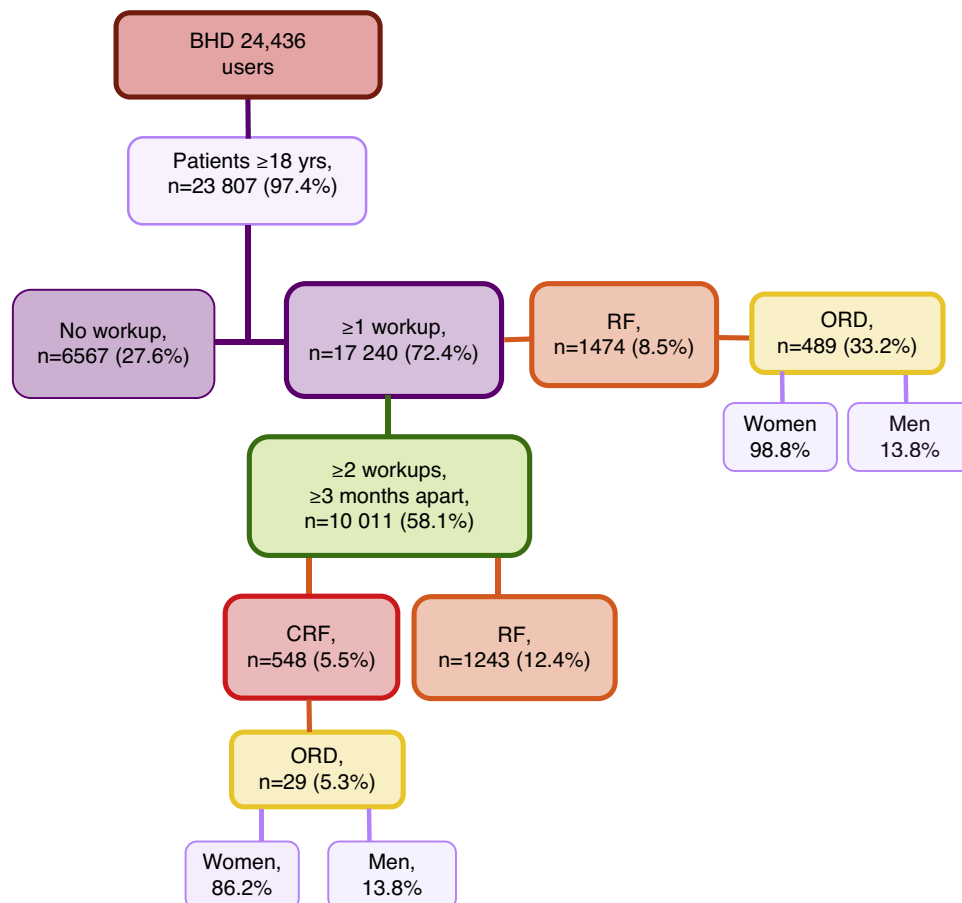 BHD 24,436
users
Patients ≥18 yrs,
n=23 807 (97.4%)
No workup,
n=6567 (27.6%)
≥1 workup,
n=17 240 (72.4%)
RF,
n=1474 (8.5%)
ORD,
n=489 (33.2%)
Women
98.8%
Men
13.8%
≥2 workups,
≥3 months apart,
n=10 011 (58.1%)
CRF,
n=548 (5.5%)
RF,
n=1243 (12.4%)
ORD,
n=29 (5.3%)
Women,
86.2%
Men,
13.8%